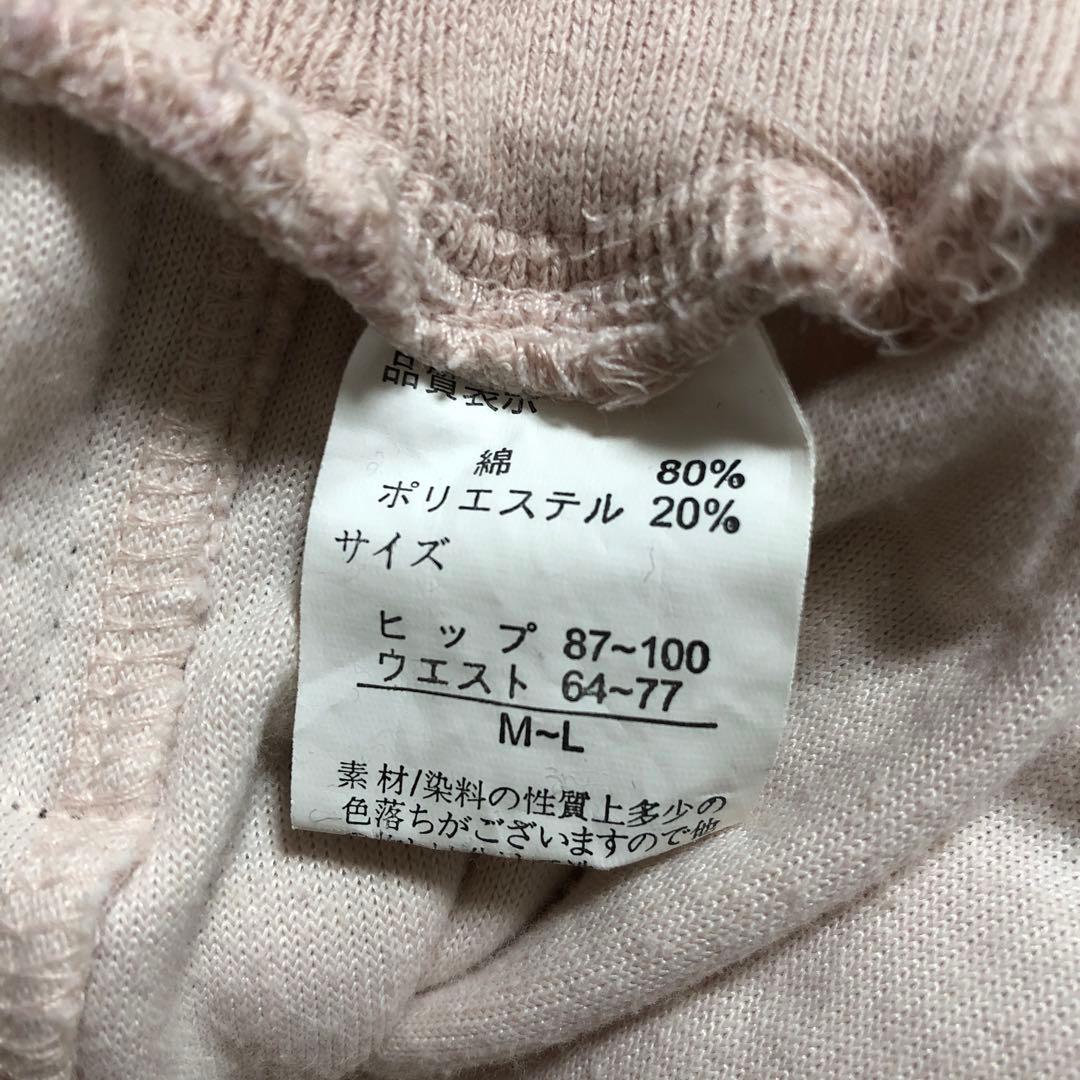 品質表示
綿 80%
ポリエステル 20%
サイズ
ヒップ 87~100
ウエスト 64~77
M~L
素材/染料の性質上多少の
色落ちがございますので他